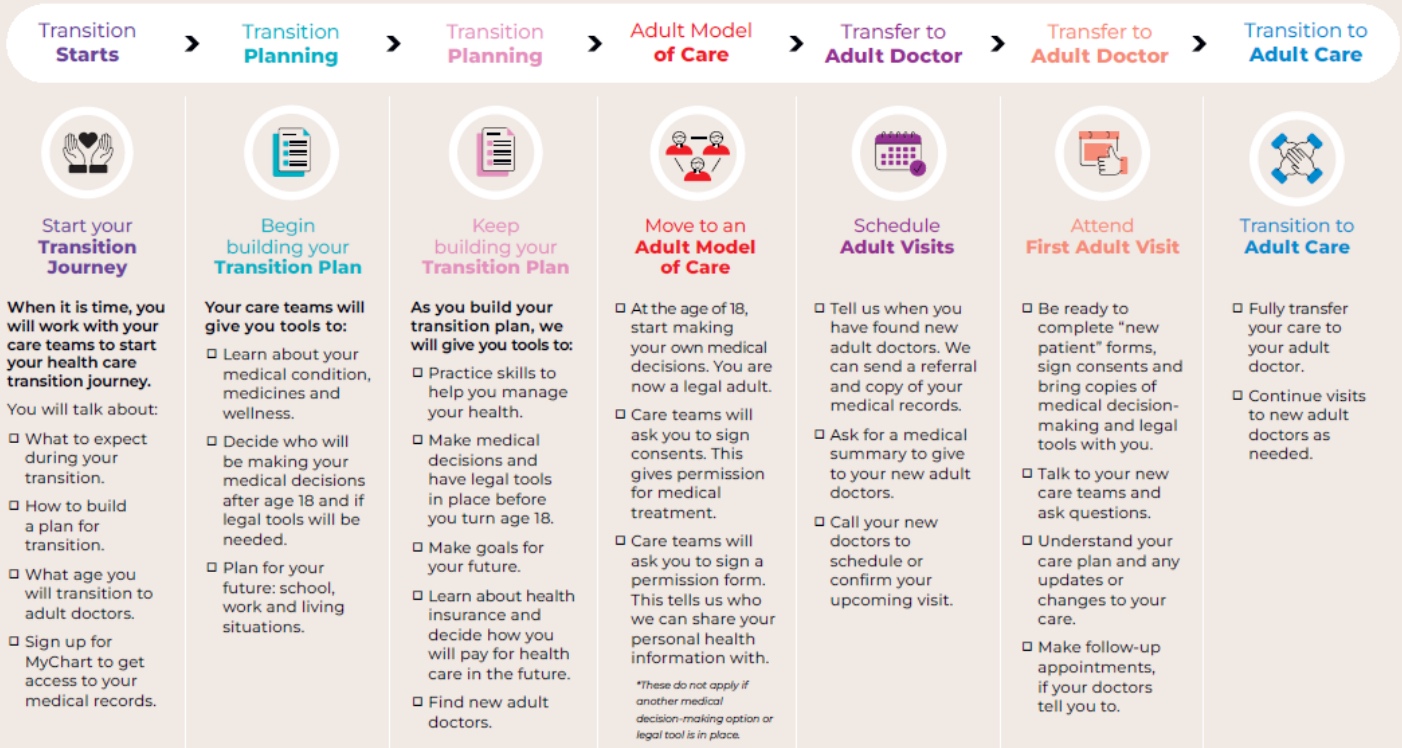 Transition
Starts
Transition
Planning
Transition
Planning
Adult Model
of Care
Transfer to
Adult Doctor
Transfer to
Adult Doctor
Transition to
Adult Care
Start your
Transition
Journey
When it is time, you
will work with your
care teams to start
your health care
transition journey.
You will talk about:
What to expect
during your
transition.
How to build
a plan for
transition.
What age you
will transition to
adult doctors.
Sign up for
MyChart to get
access to your
medical records.
Begin
building your
Transition Plan
Your care teams will
give you tools to:
Learn about your
medical condition,
medicines and
wellness.
Decide who will
be making your
medical decisions
after age 18 and if
legal tools will be
needed.
Plan for your
future: school,
work and living
situations.
Keep
building your
Transition Plan
As you build your
transition plan, we
will give you tools to:
Practice skills to
help you manage
your health.
Make medical
decisions and
have legal tools
in place before
you turn age 18.
Make goals for
your future.
Learn about health
insurance and
decide how you
will pay for health
care in the future.
Find new adult
doctors.
Move to an
Adult Model
of Care
At the age of 18,
start making
your own medical
decisions. You are
now a legal adult.
Care teams will
ask you to sign
consents. This
gives permission
for medical
treatment.
Care teams will
ask you to sign a
permission form.
This tells us who
we can share your
personal health
information with.
*These do not apply if
another medical
decision-making option or
legal tool is in place.
Schedule
Adult Visits
Tell us when you
have found new
adult doctors. We
can send a referral
and copy of your
medical records.
Ask for a medical
summary to give
to your new adult
doctors.
Call your new
doctors to
schedule or
confirm your
upcoming visit.
Attend
First Adult Visit
Be ready to
complete “new
patient” forms,
sign consents and
bring copies of
medical decision-
making and legal
tools with you.
Talk to your new
care teams and
ask questions.
Understand your
care plan and any
updates or
changes to your
care.
Make follow-up
appointments,
if your doctors
tell you to.
Transition to
Adult Care
Fully transfer
your care to
your adult
doctor.
Continue visits
to new adult
doctors as
needed.